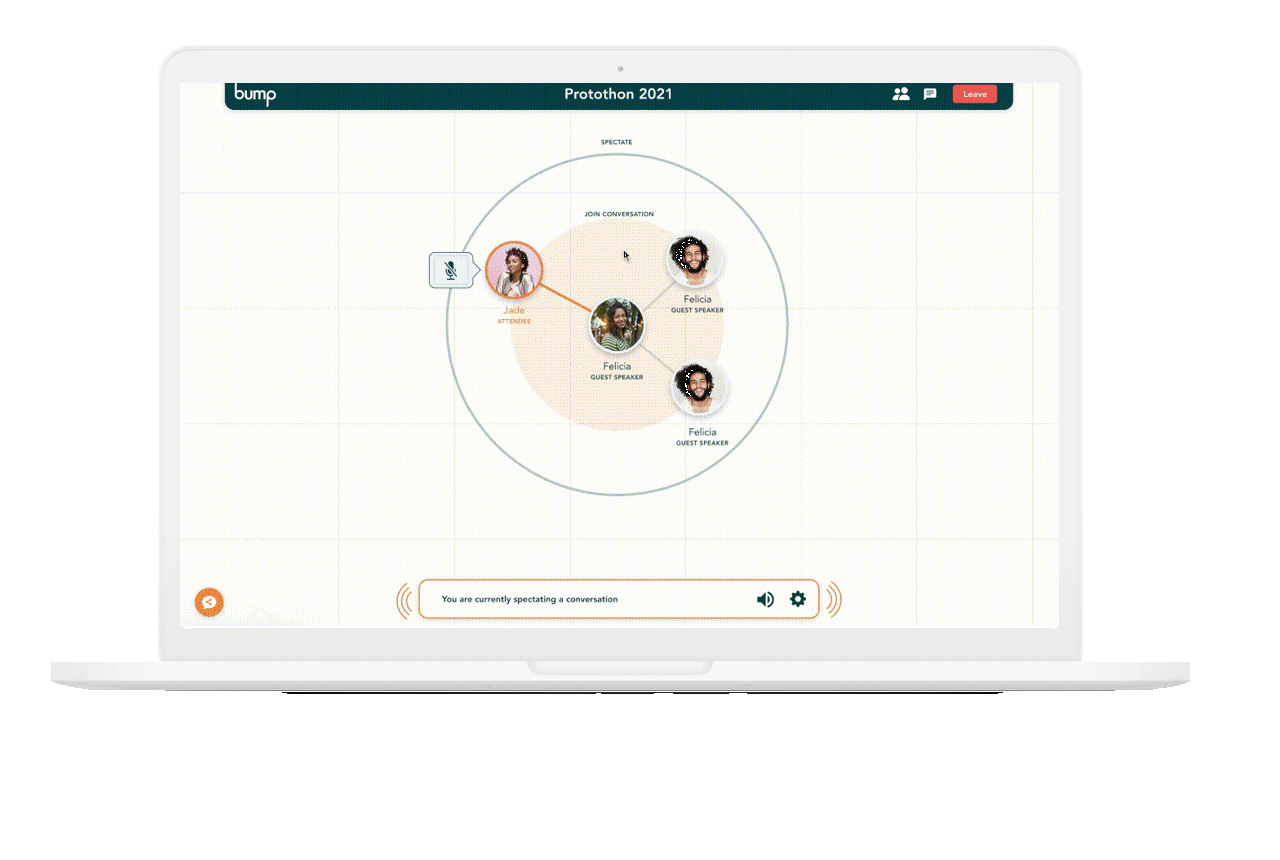 bump
Protothon 2021
Leave
SPECTATE
JOIN CONVERSATION
Jade
ATTENDEE
Felicia
GUEST SPEAKER
Felicia
GUEST SPEAKER
Felicia
GUEST SPEAKER
You are currently spectating a conversation